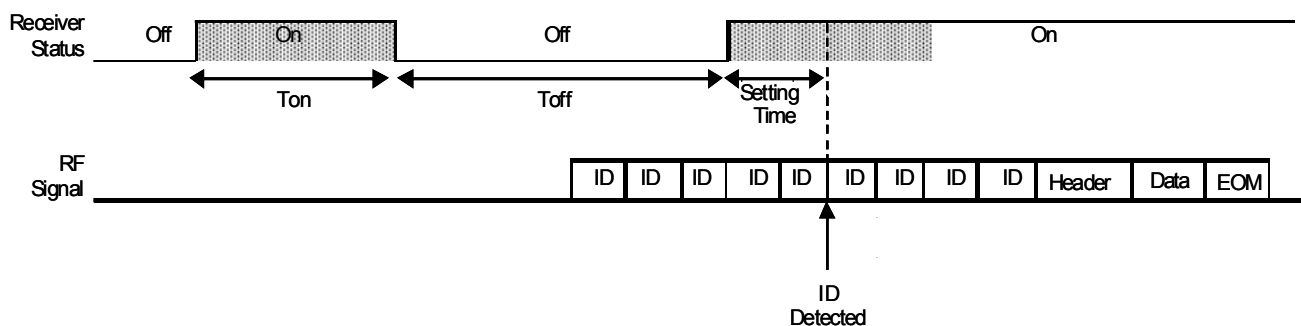 Receiver
Status
Off
On
Off
On
Ton
Toff
Setting
Time
RF
Signal
ID ID ID ID ID ID ID ID ID Header Data EOM
ID
Detected